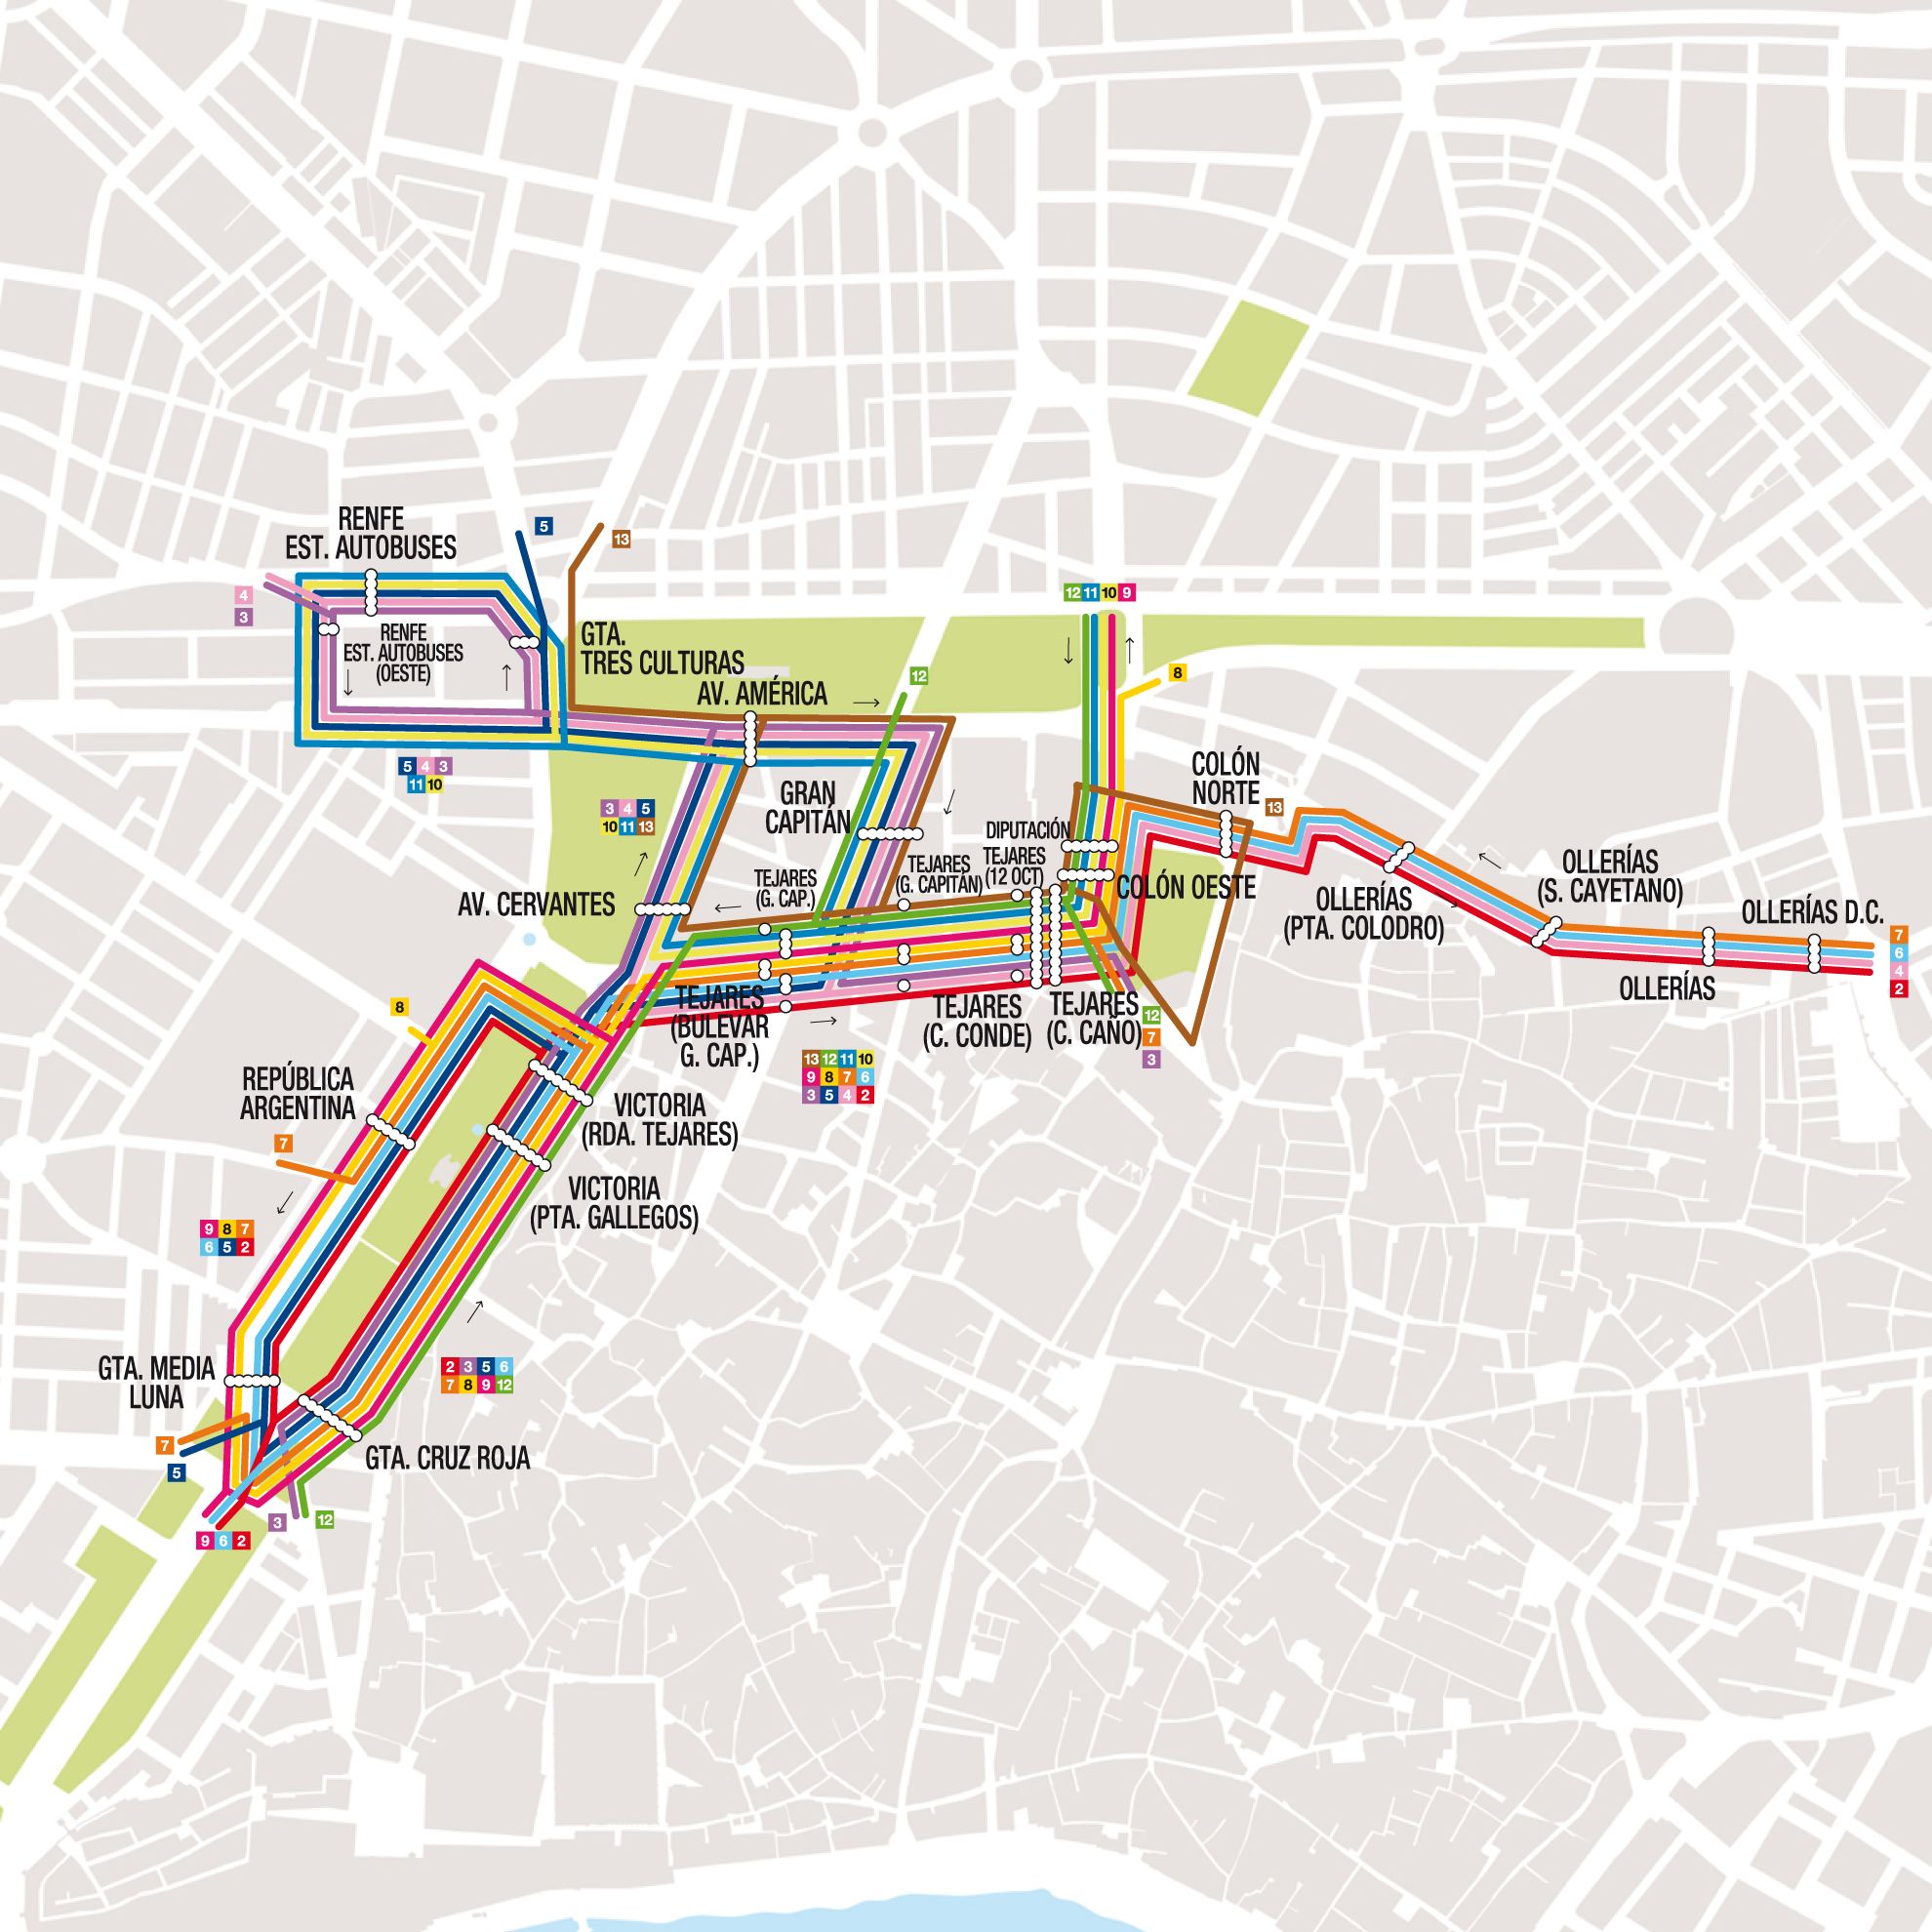 RENFE
EST. AUTOBUSES
5
13
4
3
RENFE
EST. AUTOBUSES
(OESTE)
GTA.
TRES CULTURAS
12 11 10 9
AV. AMÉRICA
12
8
5 4 3
11 10
3 4 5
10 11 13
GRAN
CAPITÁN
COLÓN
NORTE
13
DIPUTACIÓN
TEJARES
(12 OCT)
TEJARES
(G. CAPITÁN)
TEJARES
(G. CAP.)
COLÓN OESTE
AV. CERVANTES
OLLERÍAS
(PTA. COLODRO)
OLLERÍAS
(S. CAYETANO)
OLLERÍAS D.C.
7
6
4
2
OLLERÍAS
8
TEJARES
(BULEVAR
G. CAP.)
TEJARES
(C. CONDE)
TEJARES
(C. CAÑO)
12
7
3
13 12 11 10
9 8 7 6
3 5 4 2
REPÚBLICA
ARGENTINA
7
VICTORIA
(RDA. TEJARES)
VICTORIA
(PTA. GALLEGOS)
9 8 7
6 5 2
GTA. MEDIA
LUNA
2 3 5 6
7 8 9 12
7
5
GTA. CRUZ ROJA
3
12
9 6 2